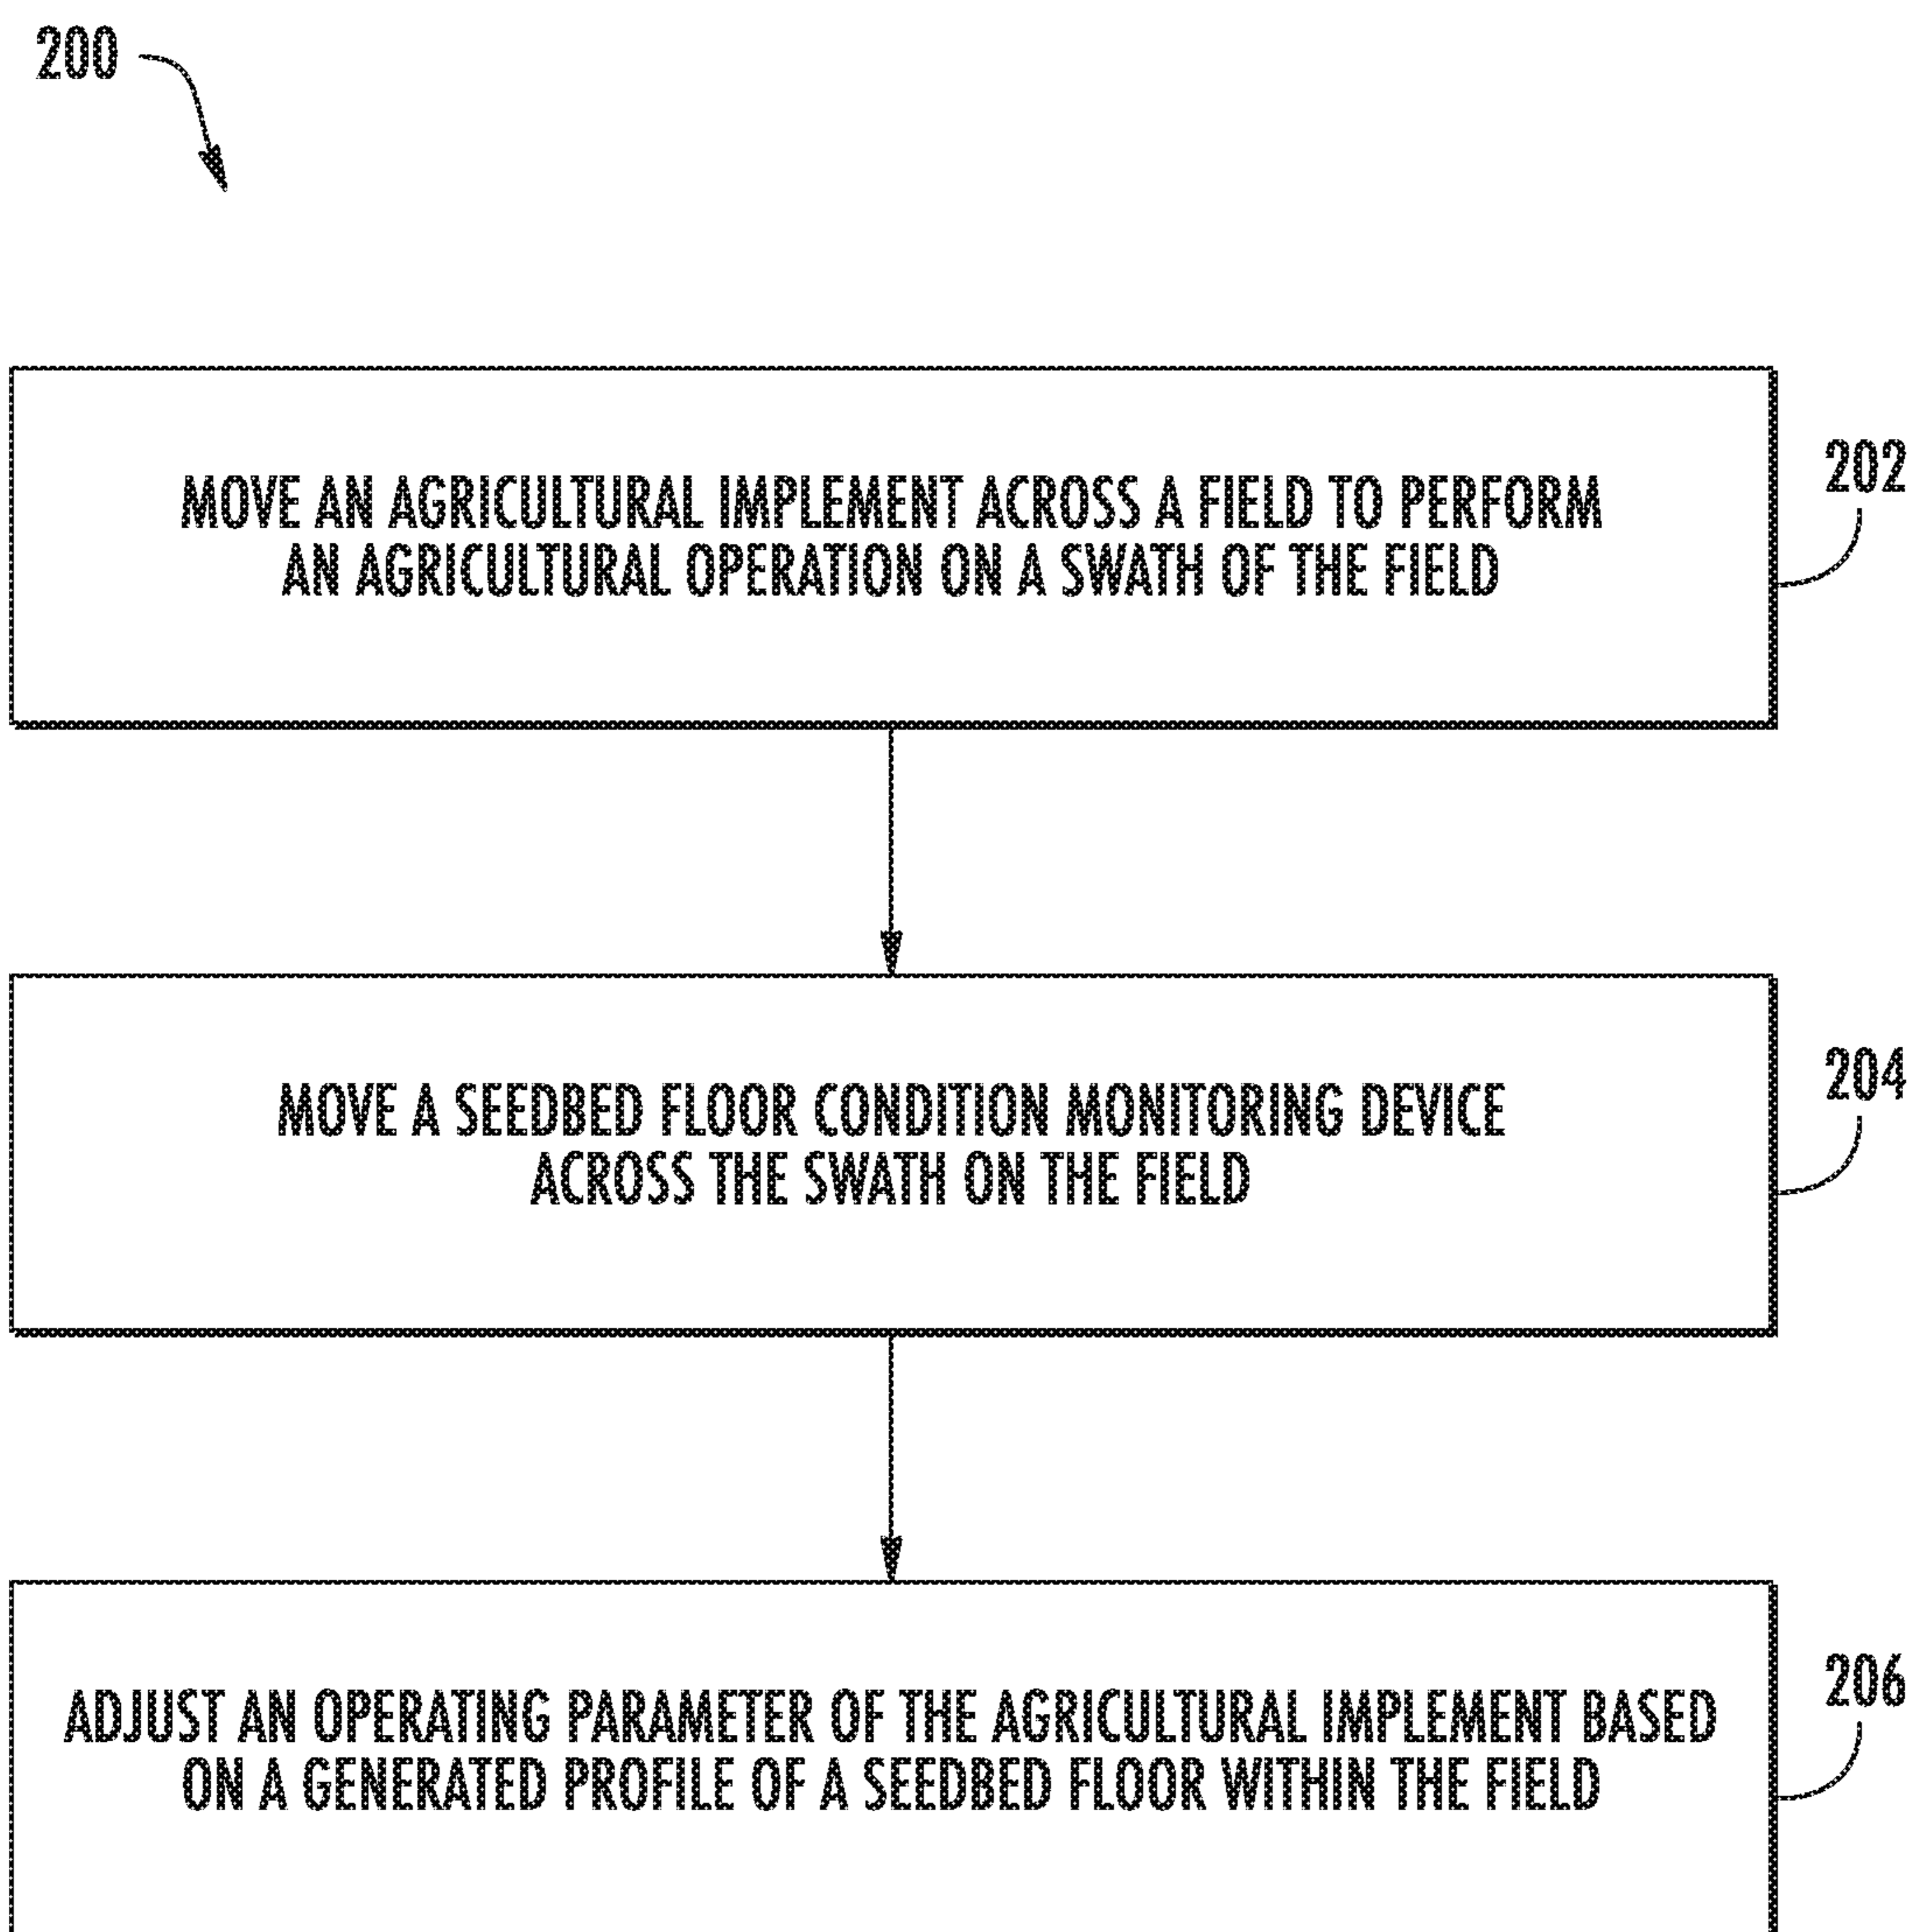 200
MOVE AN AGRICULTURAL IMPLEMENT ACROSS A FIELD TO PERFORM
AN AGRICULTURAL OPERATION ON A SWATH OF THE FIELD
202
MOVE A SEEDBED FLOOR CONDITION MONITORING DEVICE
ACROSS THE SWATH ON THE FIELD
204
ADJUST AN OPERATING PARAMETER OF THE AGRICULTURAL IMPLEMENT BASED
ON A GENERATED PROFILE OF A SEEDBED FLOOR WITHIN THE FIELD
206